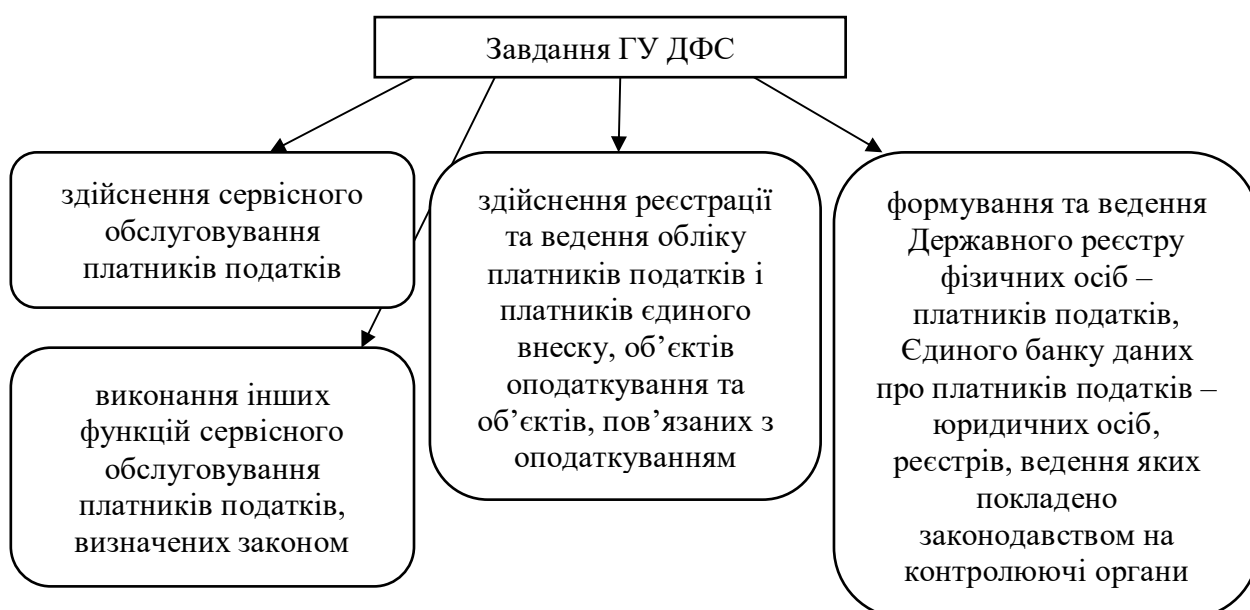 Завдання ГУ ДФС
здійснення сервісного
обслуговування
платників податків
виконання інших
функцій сервісного
обслуговування
платників податків,
визначених законом
здійснення реєстрації
та ведення обліку
платників податків і
платників єдиного
внеску, об’єктів
оподаткування та
об’єктів, пов’язаних з
оподаткуванням
формування та ведення
Державного реєстру
фізичних осіб –
платників податків,
Єдиного банку даних
про платників податків –
юридичних осіб,
реєстрів, ведення яких
покладено
законодавством на
контролюючі органи